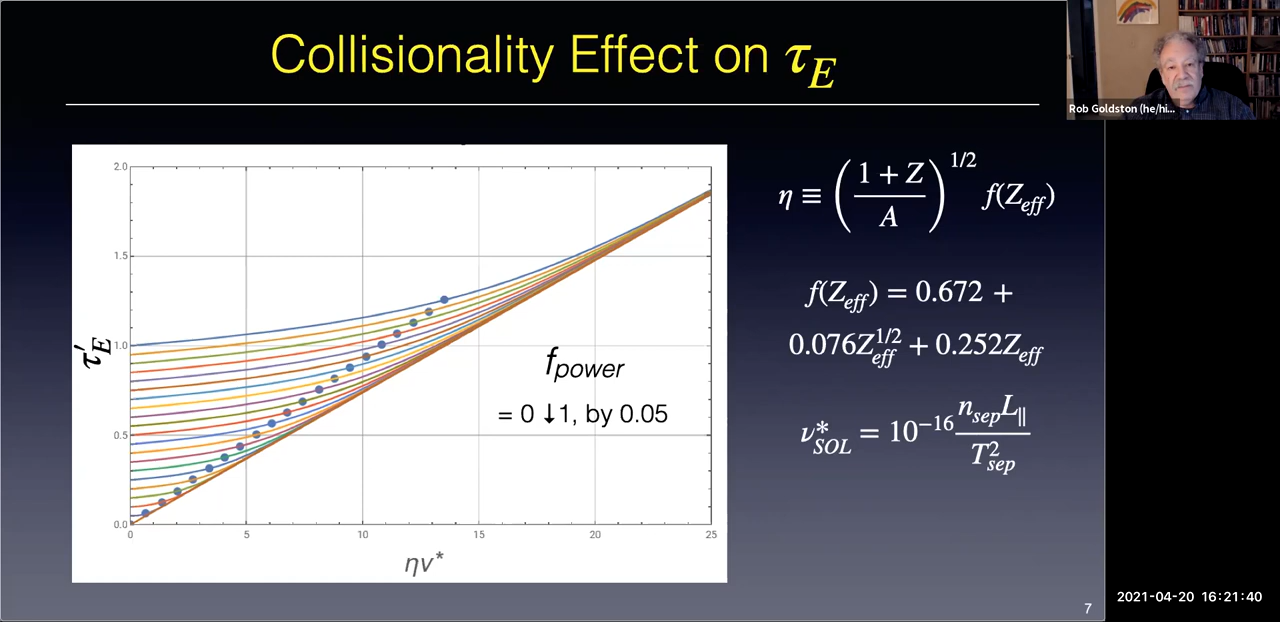 Collisionality Effect on τ_E
Rob Goldston (he/hi...
2.0
1.5
1.0
0.5
0.0
0 5 10 15 20 25
τ'_E
ην*
f_power
= 0 ↓1, by 0.05
η ≡ ((1 + Z)/A)^{1/2} f(Z_eff)
f(Z_eff) = 0.672 +
0.076Z_eff^{1/2} + 0.252Z_eff
ν*_SOL = 10^{−16} n_sep L_∥ / T²_sep
7
2021-04-20 16:21:40